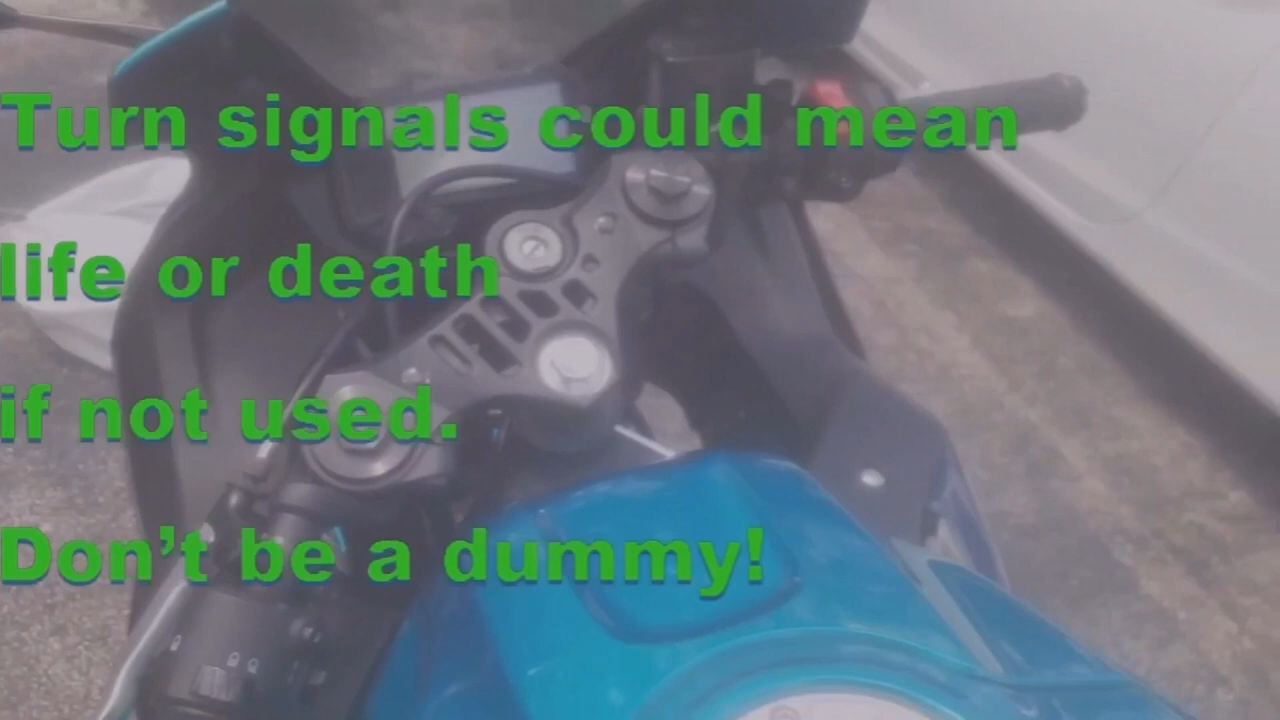 Turn signals could mean
life or death
if not used.
Don’t be a dummy!